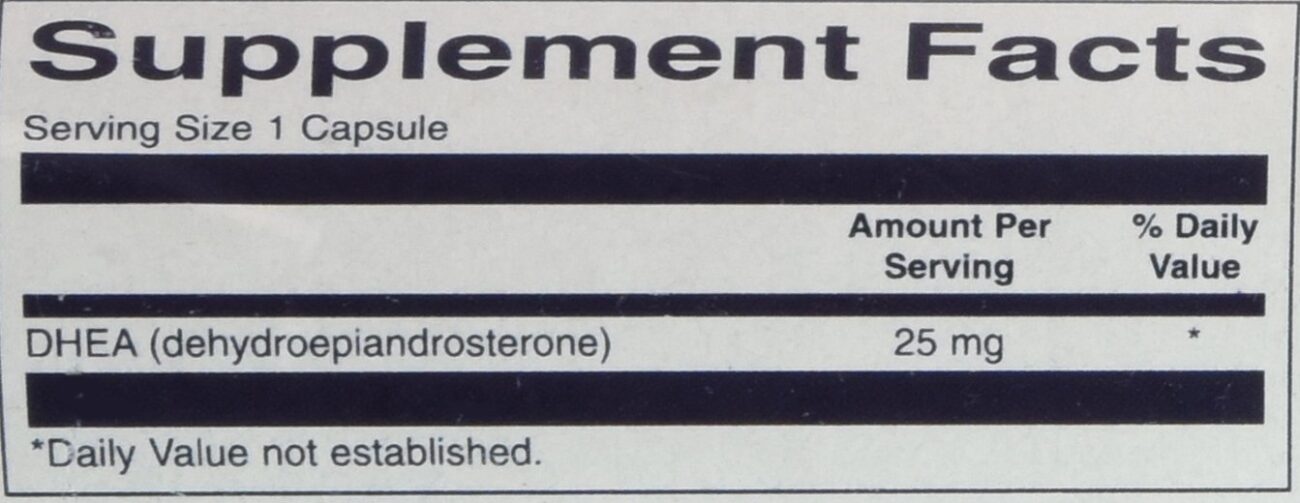 Supplement Facts
Serving Size 1 Capsule
Amount Per Serving % Daily Value
DHEA (dehydroepiandrosterone) 25 mg *
*Daily Value not established.